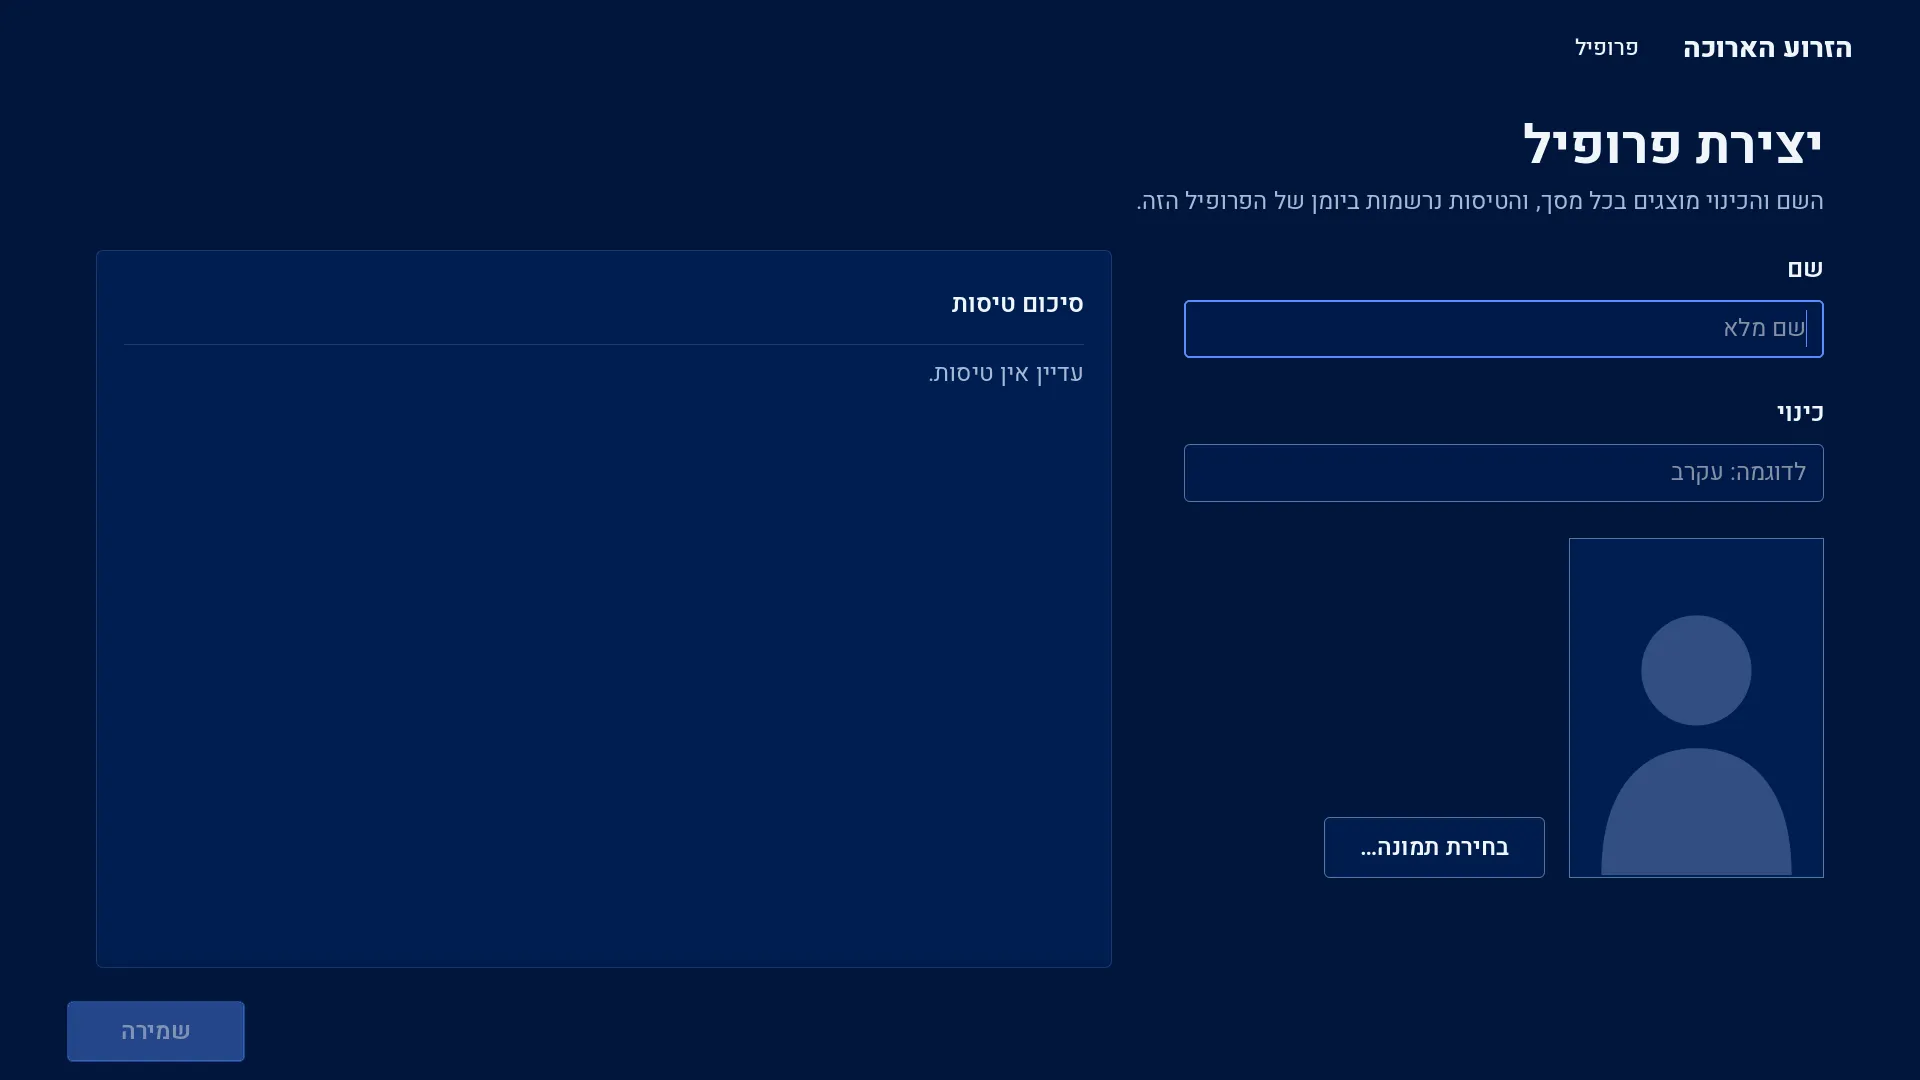 הזרוע הארוכה
פרופיל
יצירת פרופיל
השם והכינוי מוצגים בכל מסך, והטיסות נרשמות ביומן של הפרופיל הזה.
שם
שם מלא
כינוי
לדוגמה: עקרב
בחירת תמונה...
סיכום טיסות
עדיין אין טיסות.
שמירה